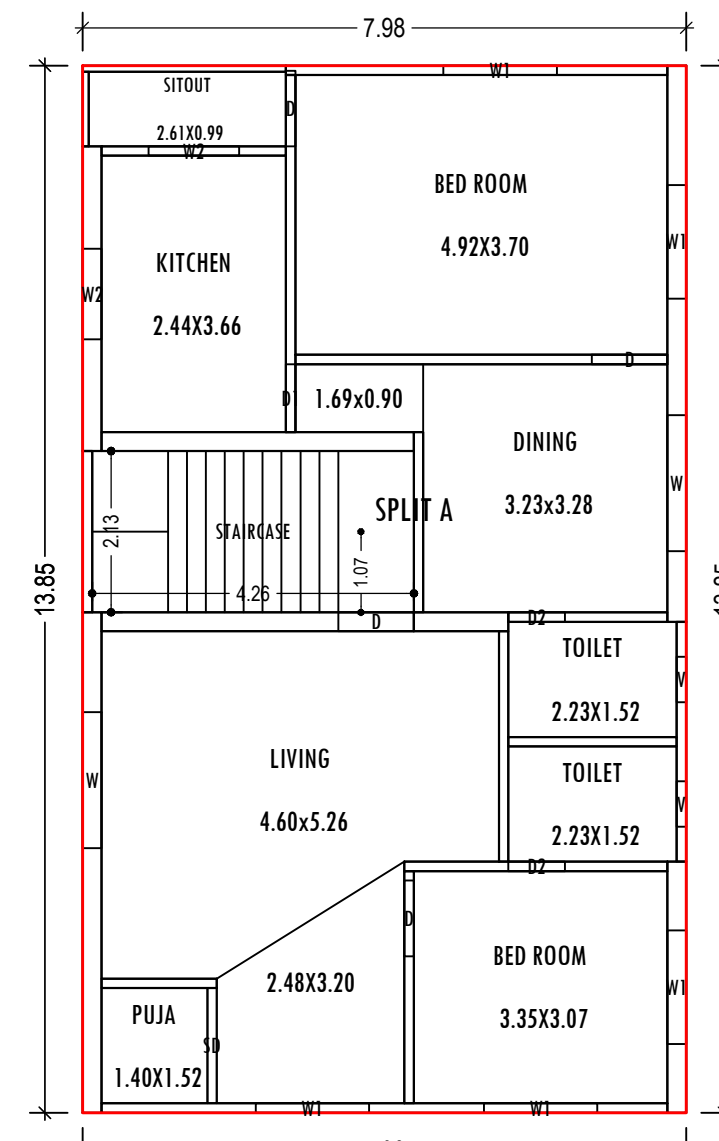 7.98
W1
SITOUT
D
2.61X0.99
W2
BED ROOM
4.92X3.70
W1
KITCHEN
2.44X3.66
W2
D
D1
1.69x0.90
DINING
3.23x3.28
W
SPLIT A
STAIRCASE
2.13
1.07
4.26
13.85
D
D2
TOILET
2.23X1.52
V
TOILET
2.23X1.52
V
LIVING
4.60x5.26
W
D2
D
BED ROOM
3.35X3.07
W1
2.48X3.20
PUJA
1.40X1.52
SD
W1
W1